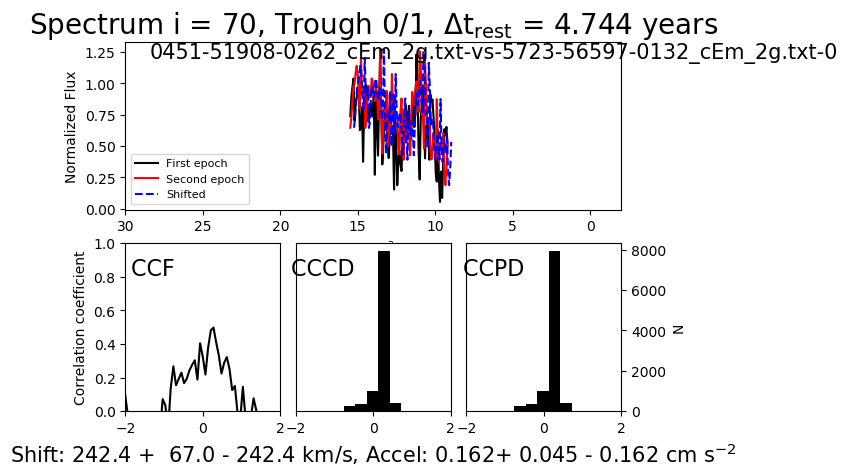 Spectrum i = 70, Trough 0/1, Δt_rest = 4.744 years
0451-51908-0262_cEm_2g.txt-vs-5723-56597-0132_cEm_2g.txt-0
Normalized Flux
1.25
1.00
0.75
0.50
0.25
0.00
First epoch
Second epoch
Shifted
30 25 20 15 10 5 0
Correlation coefficient
1.0
0.8
0.6
0.4
0.2
0.0
CCF
CCCD
CCPD
8000
6000
4000
2000
0
N
−2 0 2
−2 0 2
−2 0 2
Shift: 242.4 + 67.0 - 242.4 km/s, Accel: 0.162+ 0.045 - 0.162 cm s⁻²